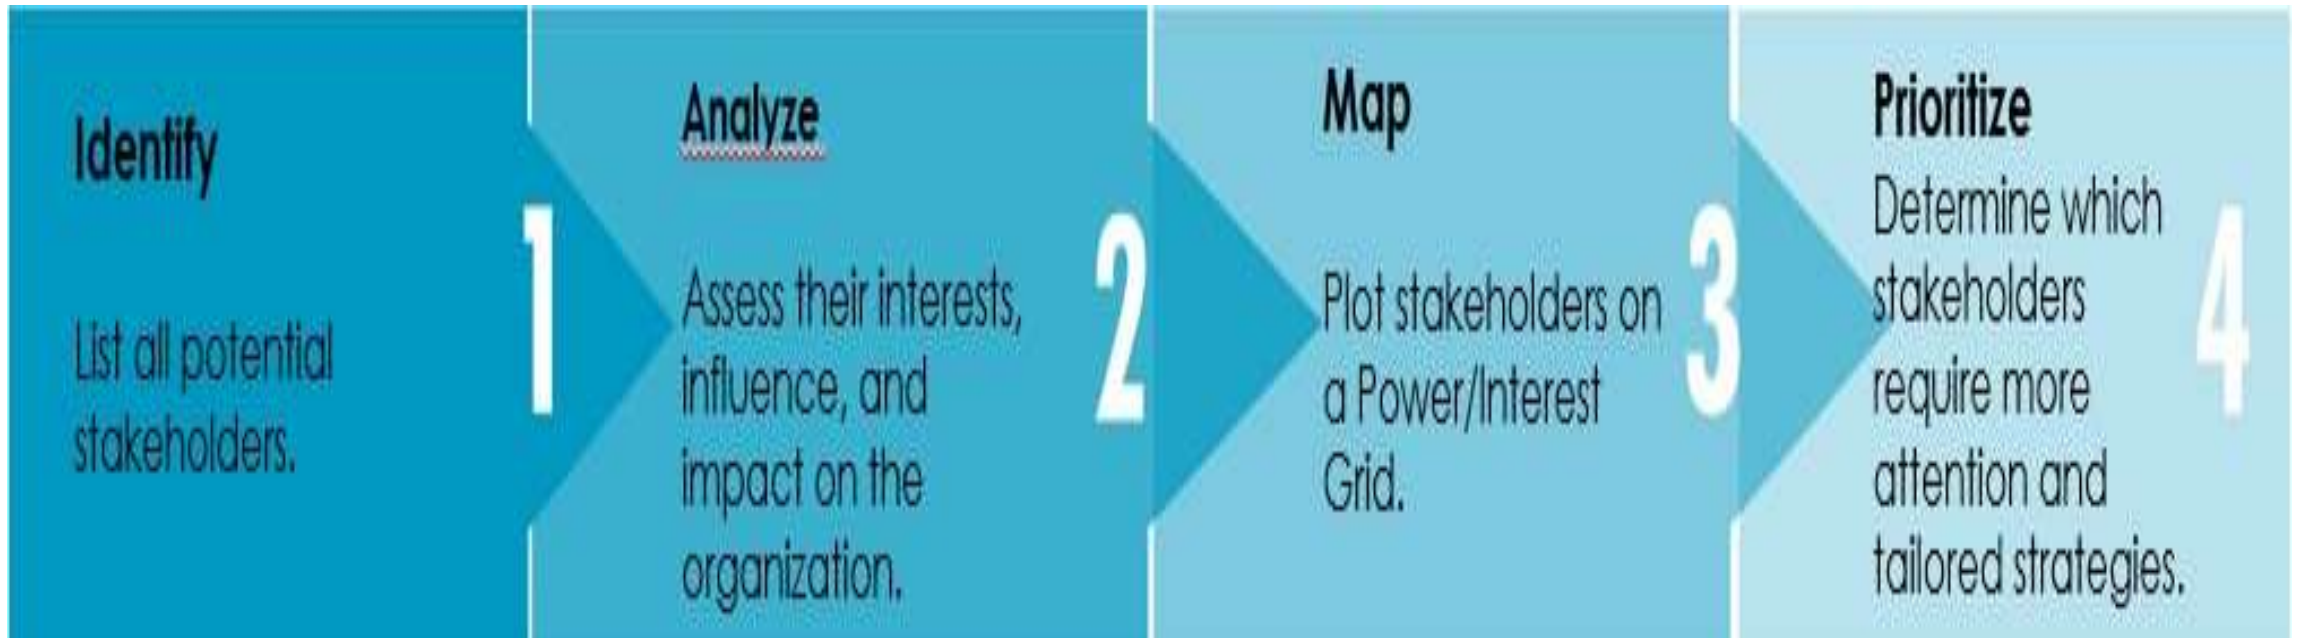 Identify
List all potential
stakeholders.
1
Analyze
Assess their interests,
influence, and
impact on the
organization.
2
Map
Plot stakeholders on
a Power/Interest
Grid.
3
Prioritize
Determine which
stakeholders
require more
attention and
tailored strategies.
4